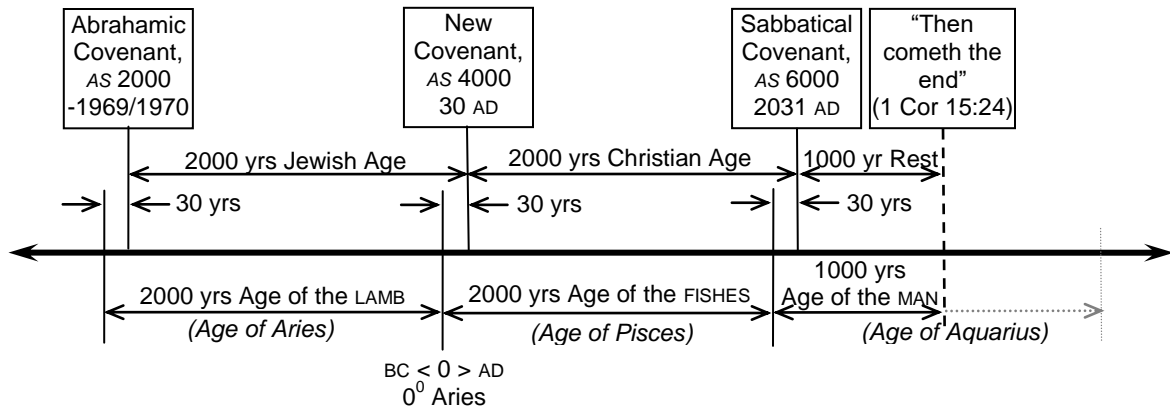 Abrahamic
Covenant,
AS 2000
-1969/1970
New
Covenant,
AS 4000
30 AD
Sabbatical
Covenant,
AS 6000
2031 AD
“Then
cometh the
end”
(1 Cor 15:24)
2000 yrs Jewish Age
2000 yrs Christian Age
1000 yr Rest
30 yrs
30 yrs
30 yrs
2000 yrs Age of the LAMB
(Age of Aries)
2000 yrs Age of the FISHES
(Age of Pisces)
1000 yrs
Age of the MAN
(Age of Aquarius)
BC < 0 > AD
0⁰ Aries